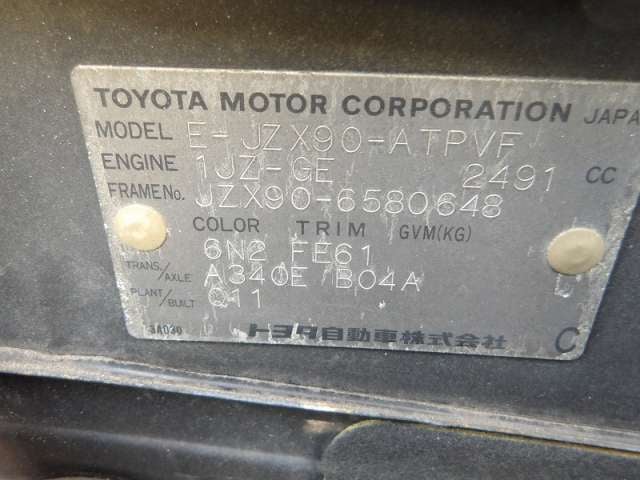 TOYOTA MOTOR CORPORATION JAPA
MODEL E-JZX90-ATPVF
ENGINE 1JZ-GE 2491 CC
FRAME No. JZX90-6580648
COLOR TRIM GVM(KG)
6N2 FE61
TRANS./AXLE A340E B04A
PLANT/BUILT Q11
3A030 トヨタ自動車株式会社 C